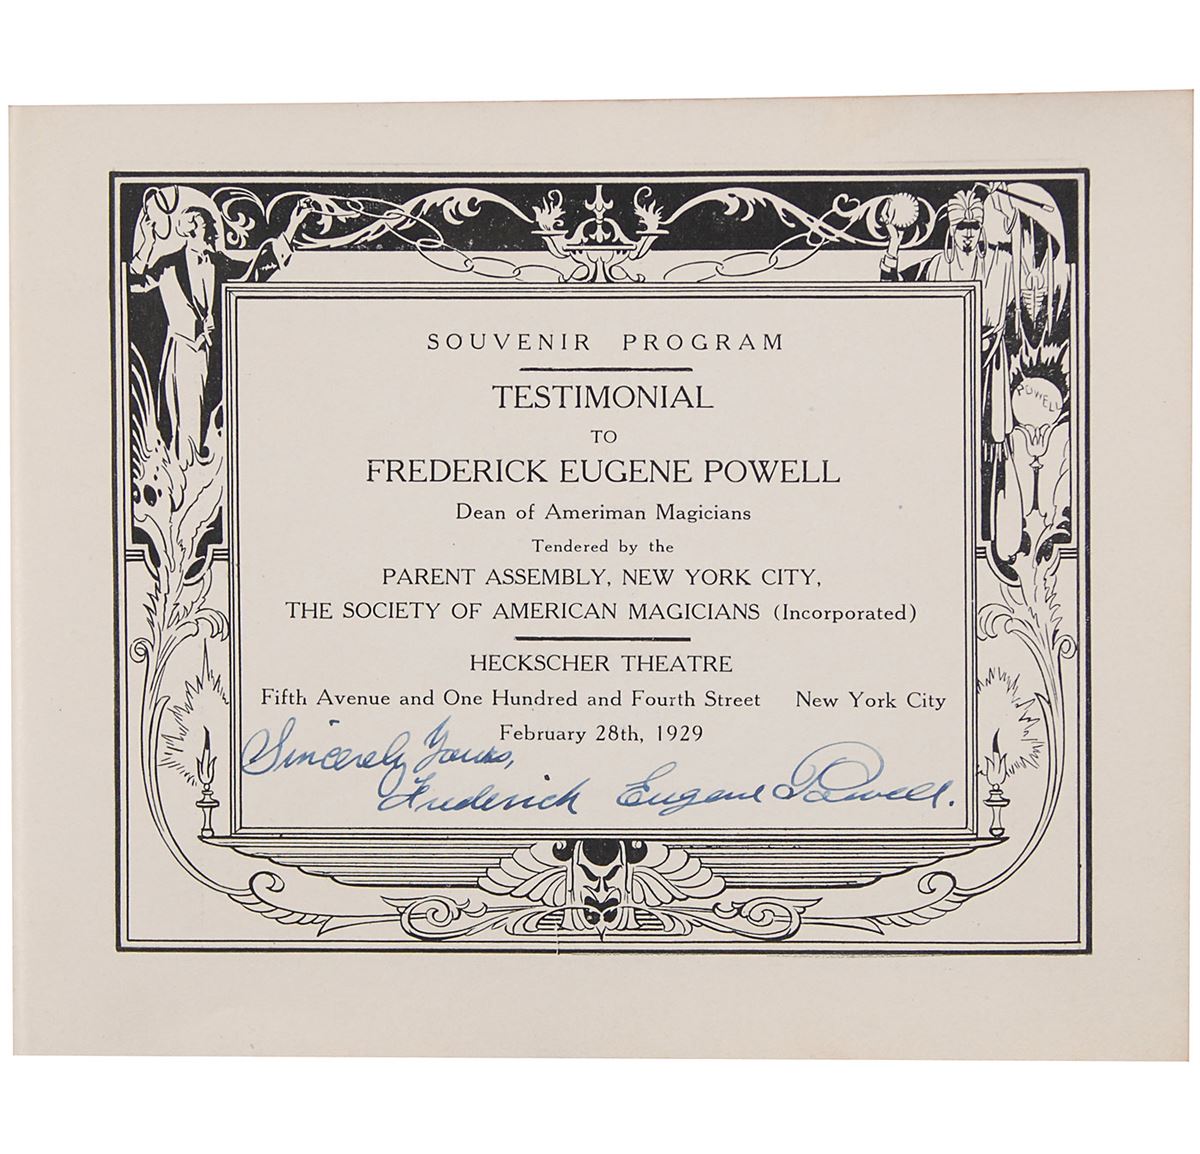 SOUVENIR PROGRAM
TESTIMONIAL
TO
FREDERICK EUGENE POWELL
Dean of Ameriman Magicians
Tendered by the
PARENT ASSEMBLY, NEW YORK CITY,
THE SOCIETY OF AMERICAN MAGICIANS (Incorporated)
HECKSCHER THEATRE
Fifth Avenue and One Hundred and Fourth Street New York City
February 28th, 1929
Sincerely Yours,
Frederick Eugene Powell.
POWELL